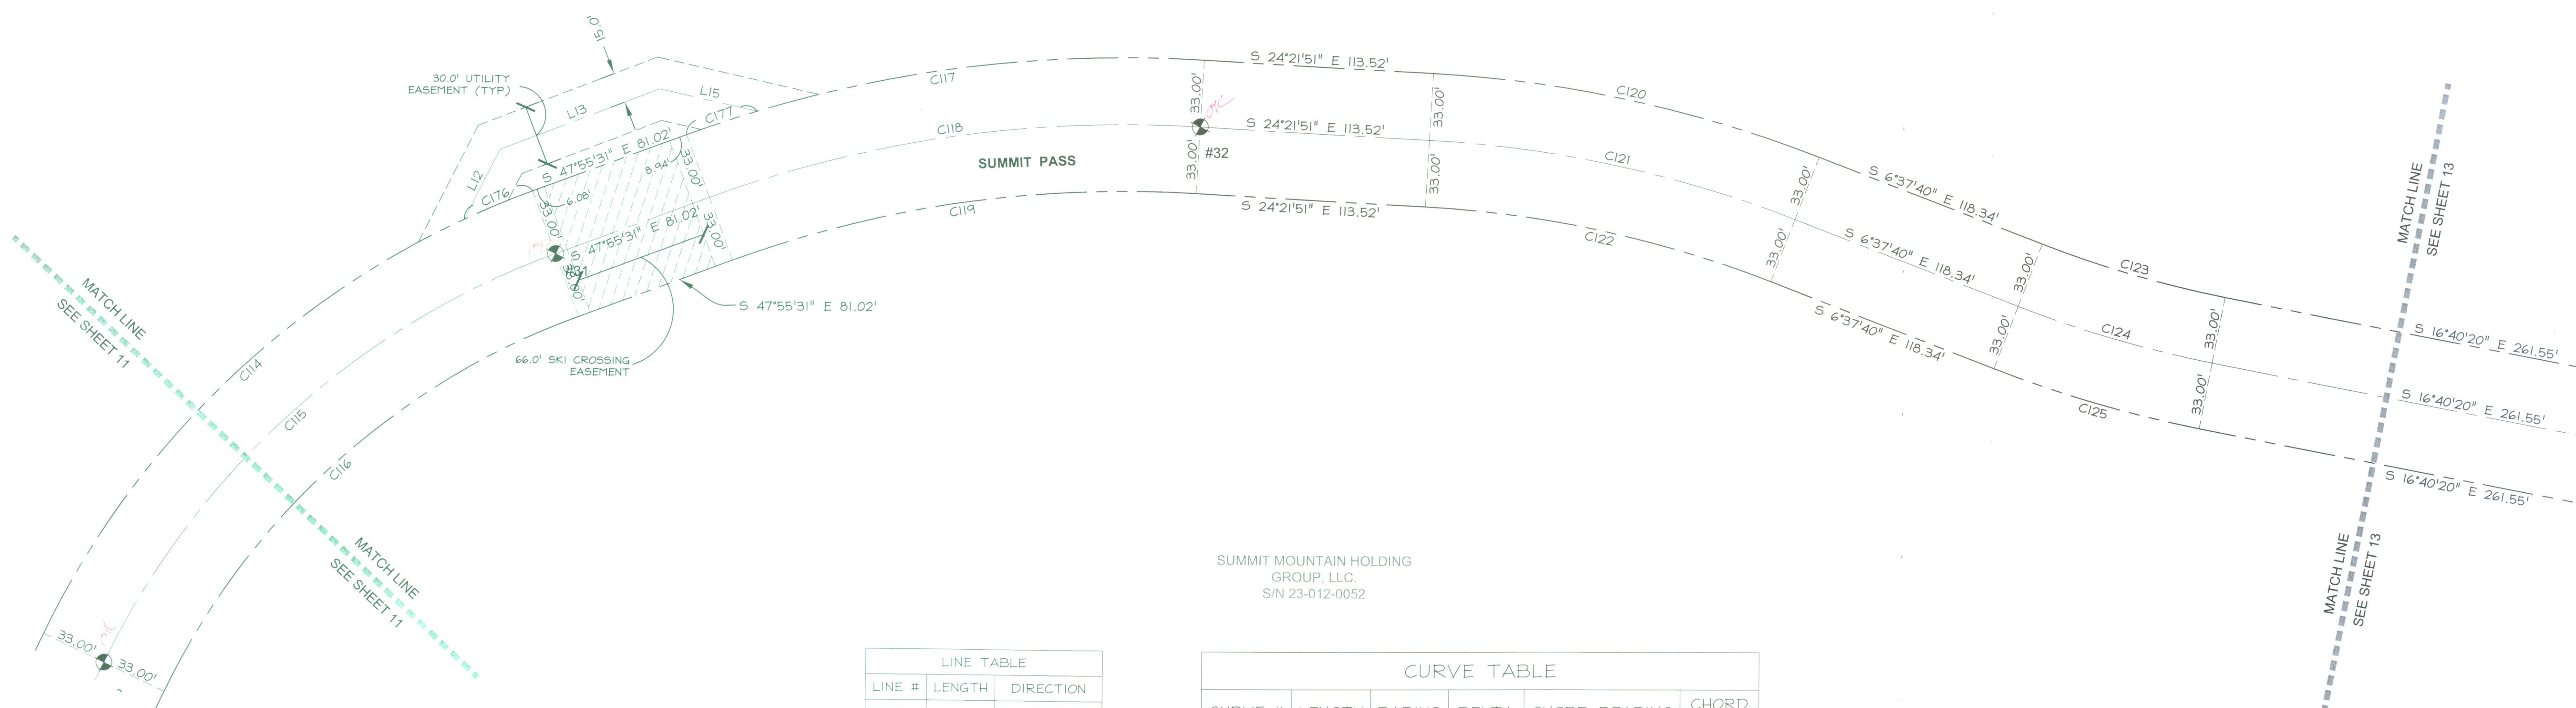 15.0'
30.0' UTILITY
EASEMENT (TYP)
L12
L13
L15
C176
C177
S 47°55'31" E 81.02'
8.94'
6.08'
33.00'
33.00'
S 47°55'31" E 81.02'
33.00'
33.00'
#31
S 47°55'31" E 81.02'
66.0' SKI CROSSING
EASEMENT
MATCH LINE
SEE SHEET 11
MATCH LINE
SEE SHEET 11
C114
C115
C116
OK
33.00'
33.00'
C117
C118
SUMMIT PASS
C119
33.00'
OK
33.00'
#32
S 24°21'51" E 113.52'
S 24°21'51" E 113.52'
S 24°21'51" E 113.52'
33.00'
33.00'
C120
C121
C122
33.00'
33.00'
S 6°37'40" E 118.34'
S 6°37'40" E 118.34'
S 6°37'40" E 118.34'
33.00'
33.00'
C123
C124
C125
33.00'
33.00'
MATCH LINE
SEE SHEET 13
S 16°40'20" E 261.55'
S 16°40'20" E 261.55'
S 16°40'20" E 261.55'
MATCH LINE
SEE SHEET 13
SUMMIT MOUNTAIN HOLDING
GROUP, LLC.
S/N 23-012-0052
LINE TABLE
LINE # LENGTH DIRECTION
CURVE TABLE
CHORD